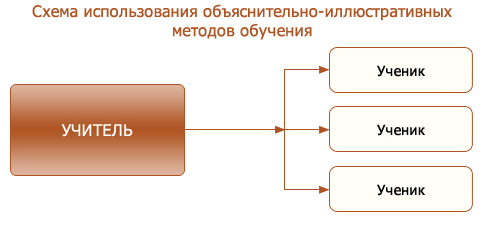 Схема использования объяснительно-иллюстративных
методов обучения
Ученик
УЧИТЕЛЬ
Ученик
Ученик